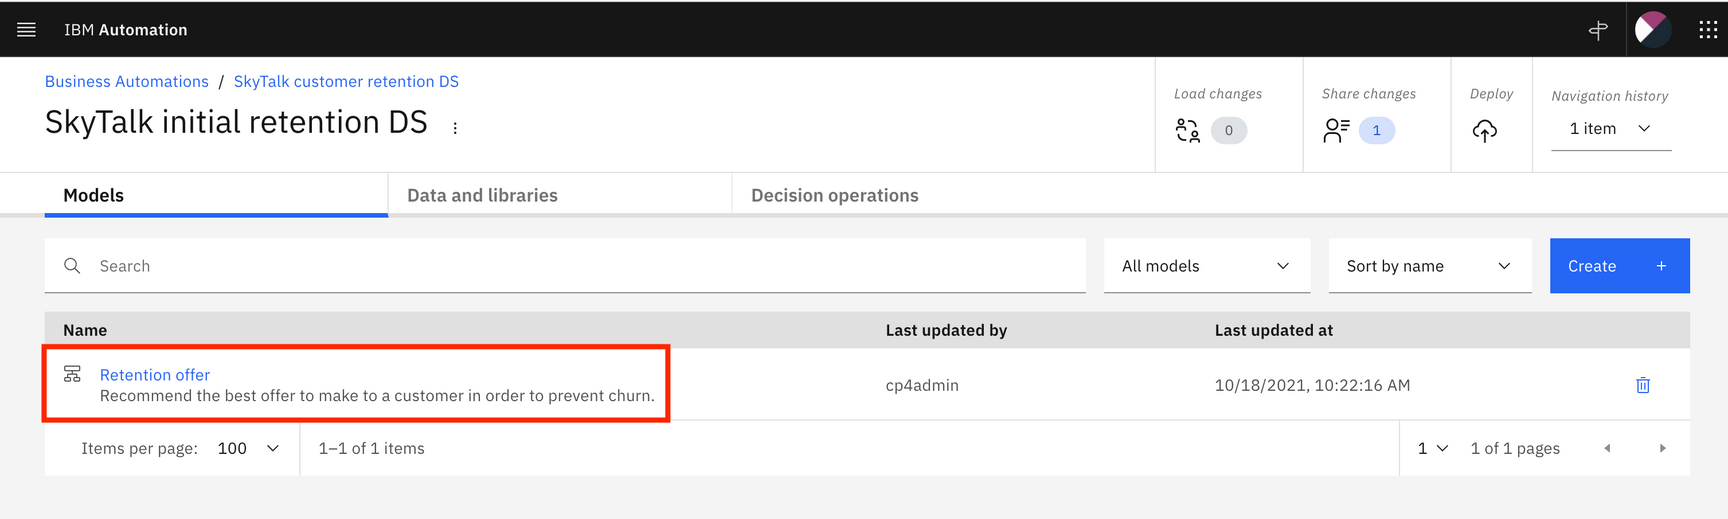 IBM Automation
Business Automations / SkyTalk customer retention DS
SkyTalk initial retention DS
Load changes
0
Share changes
1
Deploy
Navigation history
1 item
Models
Data and libraries
Decision operations
Search
All models
Sort by name
Create +
Name
Last updated by
Last updated at
Retention offer
Recommend the best offer to make to a customer in order to prevent churn.
cp4admin
10/18/2021, 10:22:16 AM
Items per page: 100
1–1 of 1 items
1
1 of 1 pages